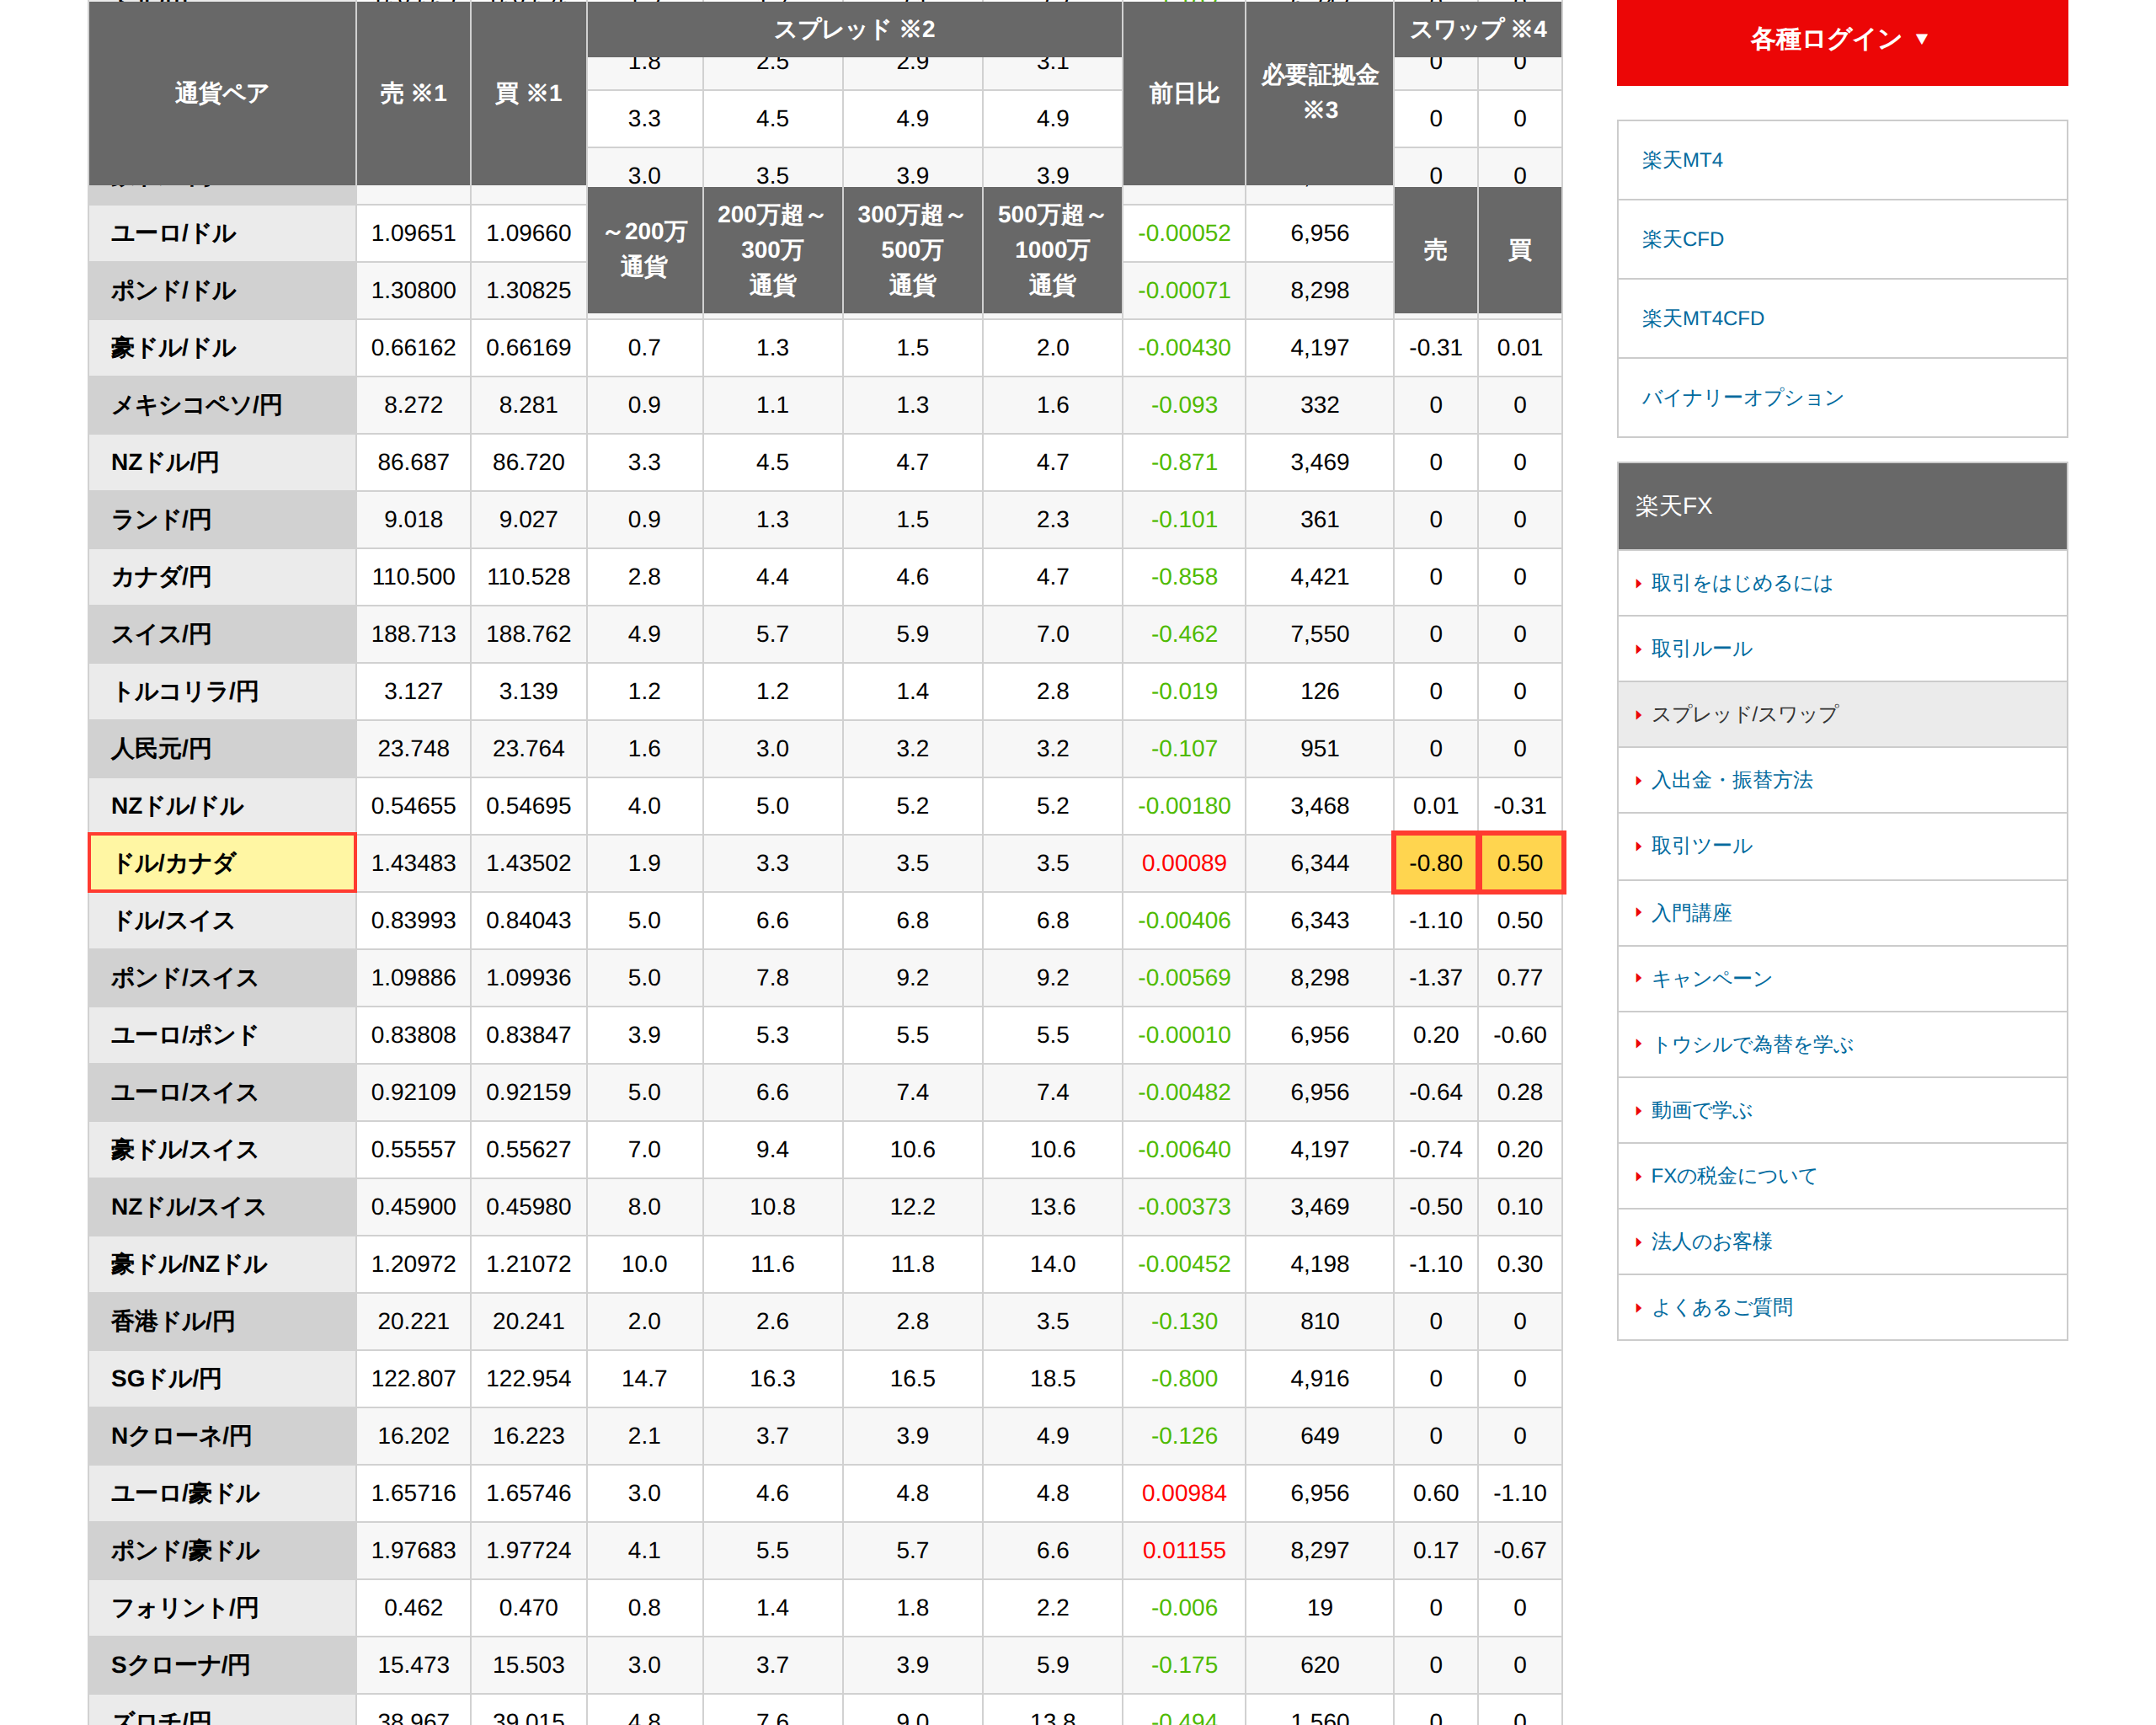 スプレッド ※2
スワップ ※4
通貨ペア
売 ※1
買 ※1
前日比
必要証拠金
※3
1.8 2.5 2.9 3.1 0 0
3.3 4.5 4.9 4.9 0 0
3.0 3.5 3.9 3.9 0 0
～200万
通貨
200万超～
300万
通貨
300万超～
500万
通貨
500万超～
1000万
通貨
売
買
ユーロ/ドル 1.09651 1.09660 -0.00052 6,956
ポンド/ドル 1.30800 1.30825 -0.00071 8,298
豪ドル/ドル 0.66162 0.66169 0.7 1.3 1.5 2.0 -0.00430 4,197 -0.31 0.01
メキシコペソ/円 8.272 8.281 0.9 1.1 1.3 1.6 -0.093 332 0 0
NZドル/円 86.687 86.720 3.3 4.5 4.7 4.7 -0.871 3,469 0 0
ランド/円 9.018 9.027 0.9 1.3 1.5 2.3 -0.101 361 0 0
カナダ/円 110.500 110.528 2.8 4.4 4.6 4.7 -0.858 4,421 0 0
スイス/円 188.713 188.762 4.9 5.7 5.9 7.0 -0.462 7,550 0 0
トルコリラ/円 3.127 3.139 1.2 1.2 1.4 2.8 -0.019 126 0 0
人民元/円 23.748 23.764 1.6 3.0 3.2 3.2 -0.107 951 0 0
NZドル/ドル 0.54655 0.54695 4.0 5.0 5.2 5.2 -0.00180 3,468 0.01 -0.31
ドル/カナダ 1.43483 1.43502 1.9 3.3 3.5 3.5 0.00089 6,344 -0.80 0.50
ドル/スイス 0.83993 0.84043 5.0 6.6 6.8 6.8 -0.00406 6,343 -1.10 0.50
ポンド/スイス 1.09886 1.09936 5.0 7.8 9.2 9.2 -0.00569 8,298 -1.37 0.77
ユーロ/ポンド 0.83808 0.83847 3.9 5.3 5.5 5.5 -0.00010 6,956 0.20 -0.60
ユーロ/スイス 0.92109 0.92159 5.0 6.6 7.4 7.4 -0.00482 6,956 -0.64 0.28
豪ドル/スイス 0.55557 0.55627 7.0 9.4 10.6 10.6 -0.00640 4,197 -0.74 0.20
NZドル/スイス 0.45900 0.45980 8.0 10.8 12.2 13.6 -0.00373 3,469 -0.50 0.10
豪ドル/NZドル 1.20972 1.21072 10.0 11.6 11.8 14.0 -0.00452 4,198 -1.10 0.30
香港ドル/円 20.221 20.241 2.0 2.6 2.8 3.5 -0.130 810 0 0
SGドル/円 122.807 122.954 14.7 16.3 16.5 18.5 -0.800 4,916 0 0
Nクローネ/円 16.202 16.223 2.1 3.7 3.9 4.9 -0.126 649 0 0
ユーロ/豪ドル 1.65716 1.65746 3.0 4.6 4.8 4.8 0.00984 6,956 0.60 -1.10
ポンド/豪ドル 1.97683 1.97724 4.1 5.5 5.7 6.6 0.01155 8,297 0.17 -0.67
フォリント/円 0.462 0.470 0.8 1.4 1.8 2.2 -0.006 19 0 0
Sクローナ/円 15.473 15.503 3.0 3.7 3.9 5.9 -0.175 620 0 0
ズロチ/円 38.967 39.015 4.8 7.6 9.0 13.8 -0.494 1,560 0 0
各種ログイン ▼
楽天MT4
楽天CFD
楽天MT4CFD
バイナリーオプション
楽天FX
取引をはじめるには
取引ルール
スプレッド/スワップ
入出金・振替方法
取引ツール
入門講座
キャンペーン
トウシルで為替を学ぶ
動画で学ぶ
FXの税金について
法人のお客様
よくあるご質問